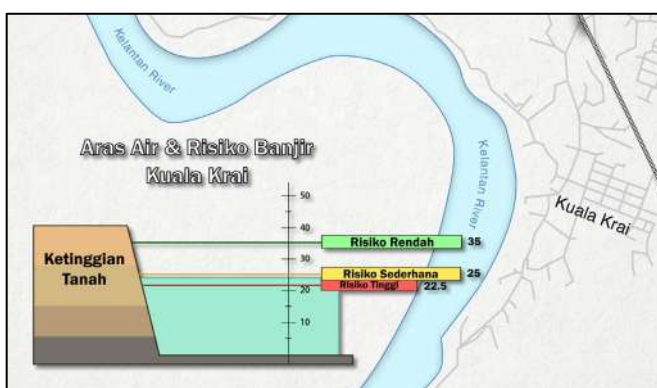 Kelantan River
Aras Air & Risiko Banjir
Kuala Krai
Kelantan River
Kuala Krai
Ketinggian
Tanah
50
40
30
20
10
Risiko Rendah 35
Risiko Sederhana 25
Risiko Tinggi 22.5